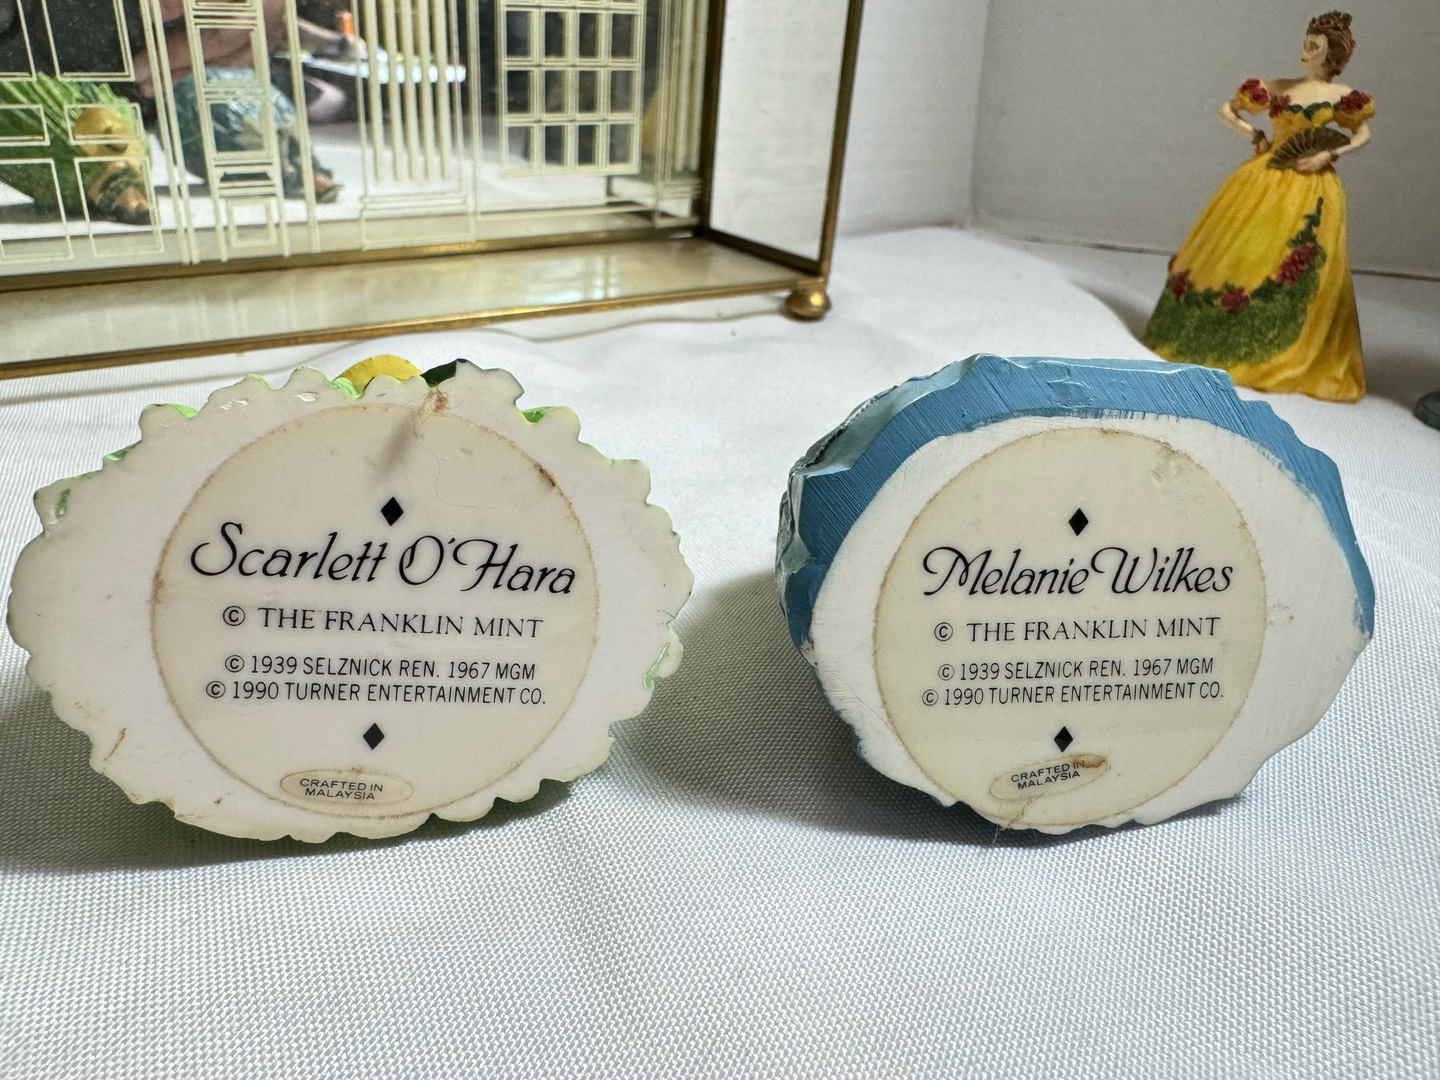 Scarlett O'Hara
© THE FRANKLIN MINT
© 1939 SELZNICK REN. 1967 MGM
© 1990 TURNER ENTERTAINMENT CO.
CRAFTED IN
MALAYSIA
Melanie Wilkes
© THE FRANKLIN MINT
© 1939 SELZNICK REN. 1967 MGM
© 1990 TURNER ENTERTAINMENT CO.
CRAFTED IN
MALAYSIA